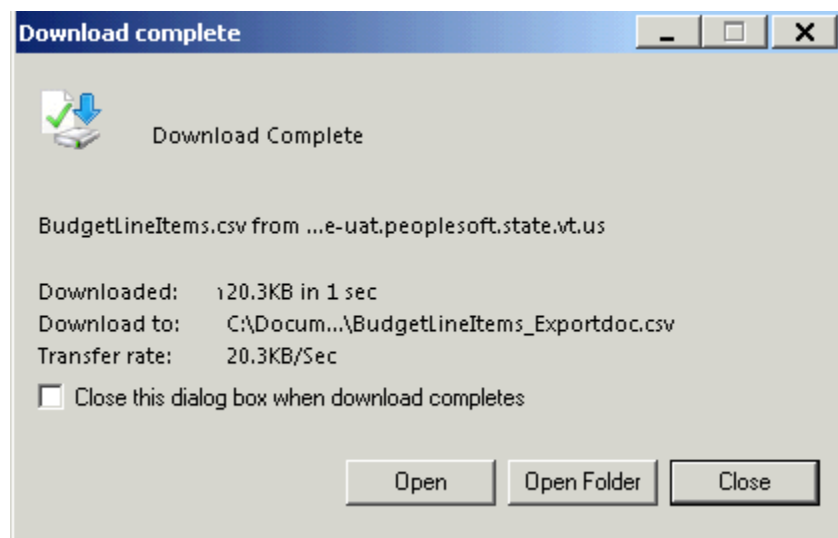 Download complete
Download Complete
BudgetLineItems.csv from ...e-uat.peoplesoft.state.vt.us
Downloaded: 20.3KB in 1 sec
Download to: C:\Docum...\BudgetLineItems_Exportdoc.csv
Transfer rate: 20.3KB/Sec
Close this dialog box when download completes
Open Open Folder Close